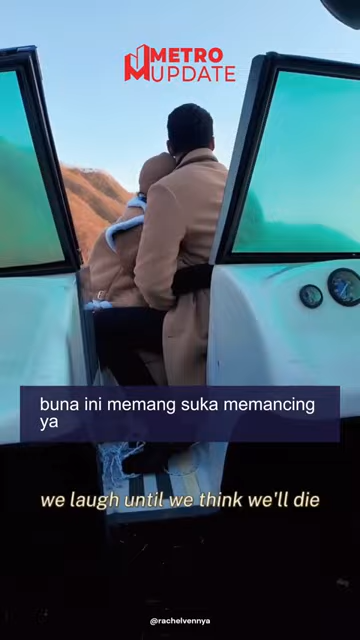 METRO
UPDATE
buna ini memang suka memancing
ya
we laugh until we think we'll die
@rachelvennya